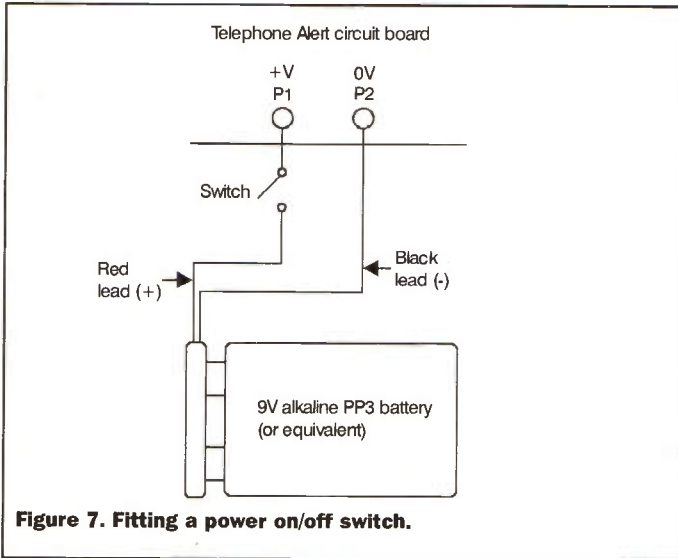 Telephone Alert circuit board
+V
P1
0V
P2
Switch
Red
lead (+)
Black
lead (-)
9V alkaline PP3 battery
(or equivalent)
Figure 7. Fitting a power on/off switch.